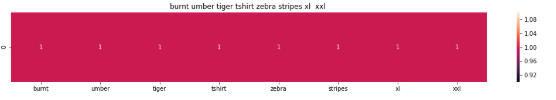 burnt umber tiger tshirt zebra stripes xl  xxl
1 1 1 1 1 1 1 1
0
burnt umber tiger tshirt zebra stripes xl xxl
1.08
1.04
1.00
0.96
0.92